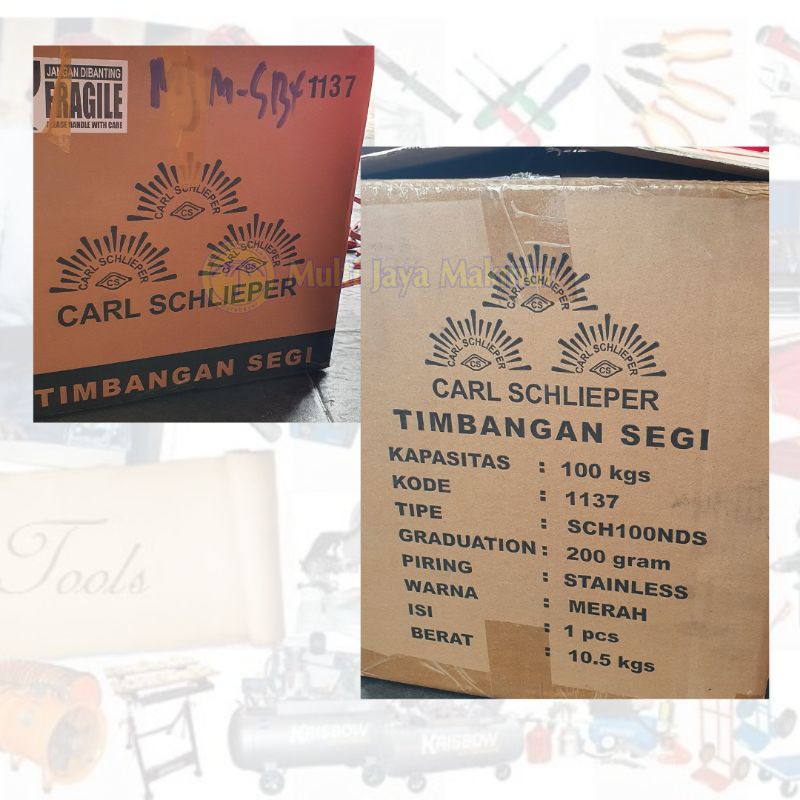 JANGAN DIBANTING
FRAGILE
PLEASE HANDLE WITH CARE
M-SBY 1137
CARL SCHLIEPER
CS
CARL SCHLIEPER
CS
CARL SCHLIEPER
CS
CARL SCHLIEPER
TIMBANGAN SEGI
Multi Jaya Makmur
CARL SCHLIEPER
CS
CARL SCHLIEPER
CS
CARL SCHLIEPER
CS
CARL SCHLIEPER
TIMBANGAN SEGI
KAPASITAS : 100 kgs
KODE : 1137
TIPE : SCH100NDS
GRADUATION : 200 gram
PIRING : STAINLESS
WARNA : MERAH
ISI : 1 pcs
BERAT : 10.5 kgs
Tools
KRISBOW
KRISBOW